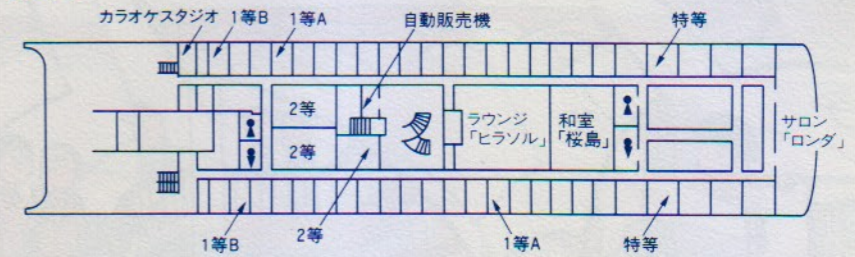 カラオケスタジオ
1等B
1等A
自動販売機
特等
2等
2等
ラウンジ
「ヒラソル」
和室
「桜島」
サロン
「ロンダ」
1等B
2等
1等A
特等